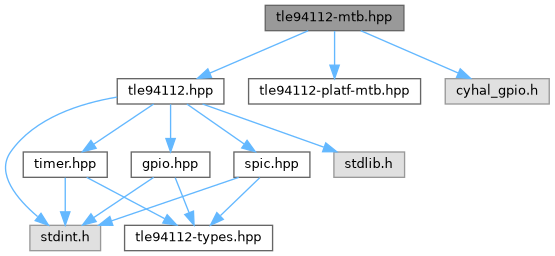 tle94112-mtb.hpp
tle94112.hpp
tle94112-platf-mtb.hpp
cyhal_gpio.h
timer.hpp
gpio.hpp
spic.hpp
stdlib.h
stdint.h
tle94112-types.hpp